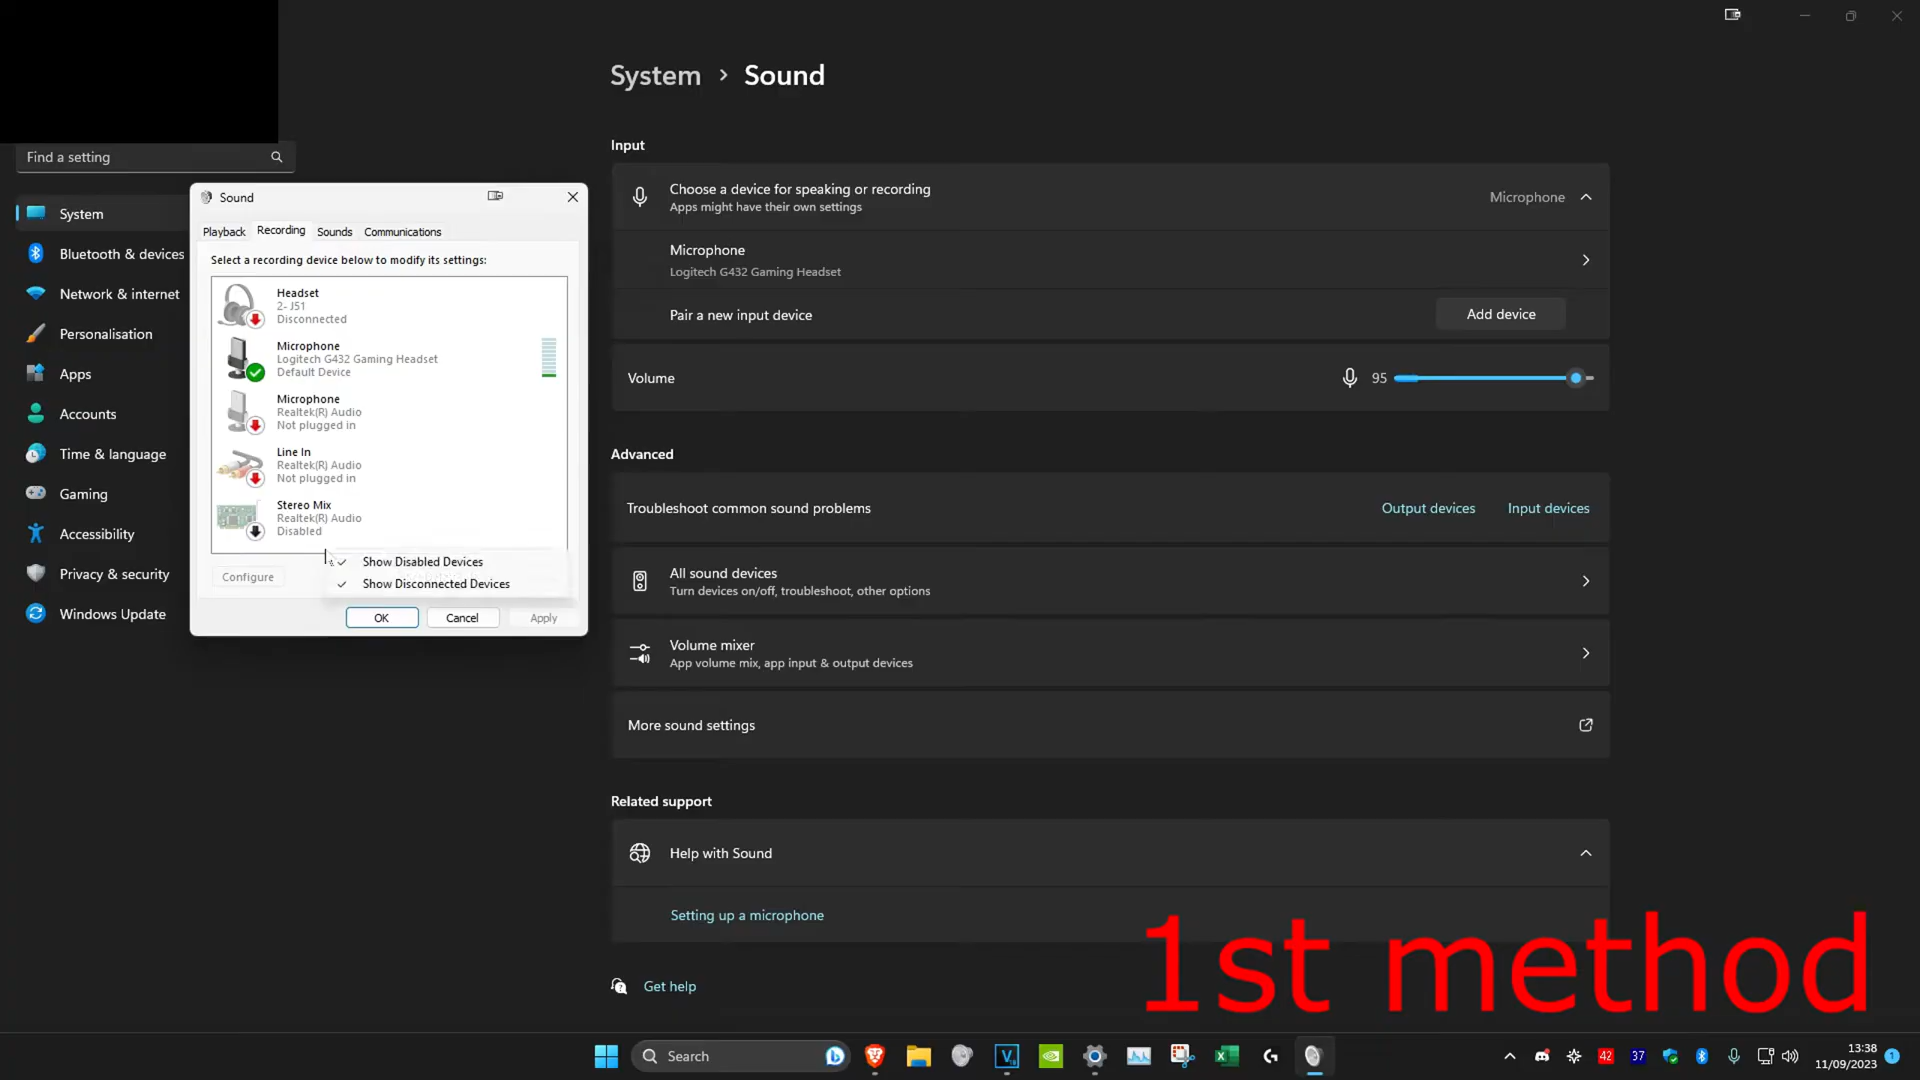 System > Sound
Find a setting
System
Bluetooth & devices
Network & internet
Personalisation
Apps
Accounts
Time & language
Gaming
Accessibility
Privacy & security
Windows Update
Sound
Playback Recording Sounds Communications
Select a recording device below to modify its settings:
Headset
2- J51
Disconnected
Microphone
Logitech G432 Gaming Headset
Default Device
Microphone
Realtek(R) Audio
Not plugged in
Line In
Realtek(R) Audio
Not plugged in
Stereo Mix
Realtek(R) Audio
Disabled
Show Disabled Devices
Show Disconnected Devices
Configure
OK Cancel Apply
Input
Choose a device for speaking or recording
Apps might have their own settings
Microphone
Microphone
Logitech G432 Gaming Headset
Pair a new input device
Add device
Volume
95
Advanced
Troubleshoot common sound problems
Output devices Input devices
All sound devices
Turn devices on/off, troubleshoot, other options
Volume mixer
App volume mix, app input & output devices
More sound settings
Related support
Help with Sound
Setting up a microphone
Get help
1st method
Search
42 37
13:38
11/09/2023
1